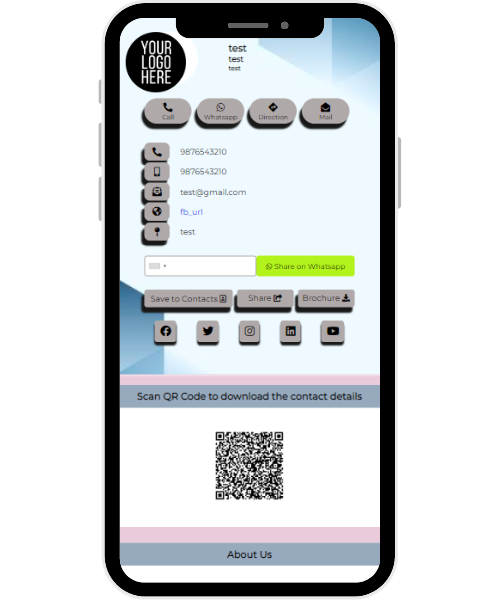 YOUR
LOGO
HERE
test
test
test
Call Whatsapp Direction Mail
9876543210
9876543210
test@gmail.com
fb_url
test
Share on Whatsapp
Save to Contacts Share Brochure
Scan QR Code to download the contact details
About Us